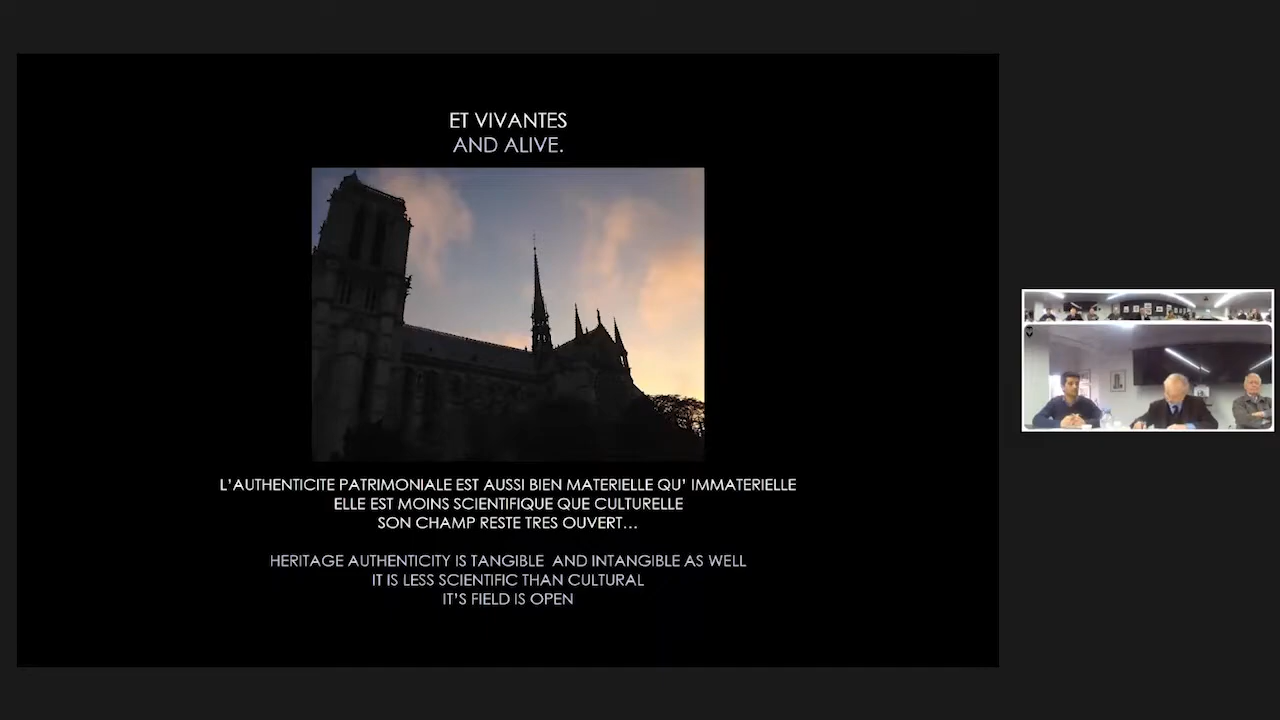 ET VIVANTES
AND ALIVE.
L'AUTHENTICITE PATRIMONIALE EST AUSSI BIEN MATERIELLE QU' IMMATERIELLE
ELLE EST MOINS SCIENTIFIQUE QUE CULTURELLE
SON CHAMP RESTE TRES OUVERT...
HERITAGE AUTHENTICITY IS TANGIBLE AND INTANGIBLE AS WELL
IT IS LESS SCIENTIFIC THAN CULTURAL
IT'S FIELD IS OPEN